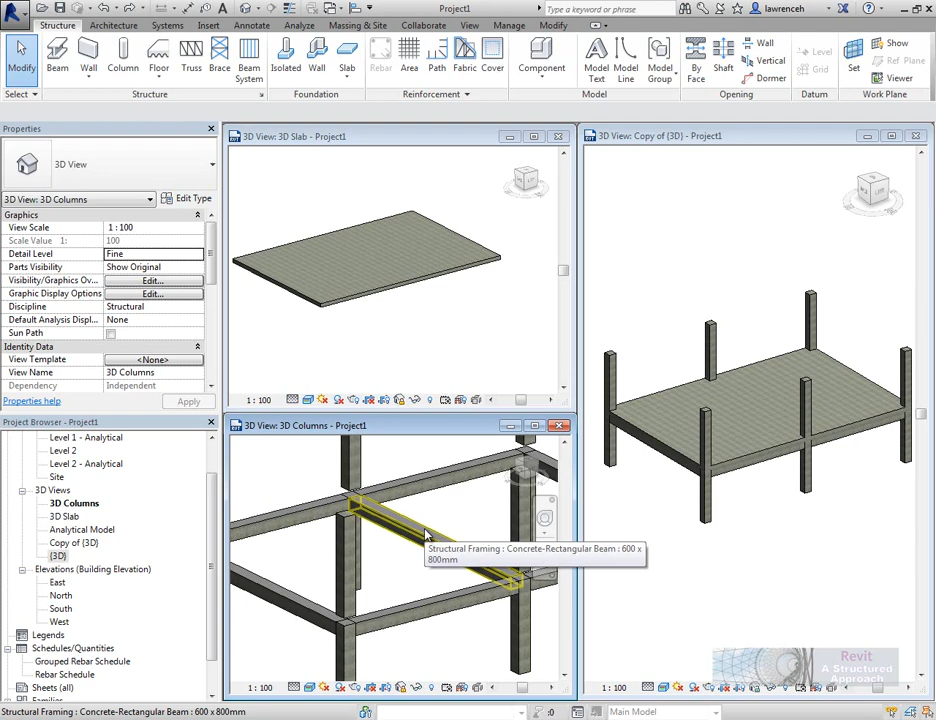 Project1
Type a keyword or phrase
lawrenceh
Structure Architecture Systems Insert Annotate Analyze Massing & Site Collaborate View Manage Modify
Modify Beam Wall Column Floor Truss Brace Beam System Isolated Wall Slab Rebar Area Path Fabric Cover Component Model Text Model Line Model Group By Face Shaft Wall Vertical Dormer Level Grid Set Show Ref Plane Viewer
Select Structure Foundation Reinforcement Model Opening Datum Work Plane
Properties
3D View
3D View: 3D Columns Edit Type
Graphics
View Scale 1 : 100
Scale Value 1: 100
Detail Level Fine
Parts Visibility Show Original
Visibility/Graphics Ov... Edit...
Graphic Display Options Edit...
Discipline Structural
Default Analysis Displ... None
Sun Path
Identity Data
View Template <None>
View Name 3D Columns
Dependency Independent
Properties help Apply
Project Browser - Project1
Level 1 - Analytical
Level 2
Level 2 - Analytical
Site
3D Views
3D Columns
3D Slab
Analytical Model
Copy of {3D}
{3D}
Elevations (Building Elevation)
East
North
South
West
Legends
Schedules/Quantities
Grouped Rebar Schedule
Rebar Schedule
Sheets (all)
Families
3D View: 3D Slab - Project1
1 : 100
3D View: 3D Columns - Project1
Structural Framing : Concrete-Rectangular Beam : 600 x
800mm
1 : 100
3D View: Copy of {3D} - Project1
1 : 100
Revit
A Structured
Approach
Structural Framing : Concrete-Rectangular Beam : 600 x 800mm
:0
Main Model